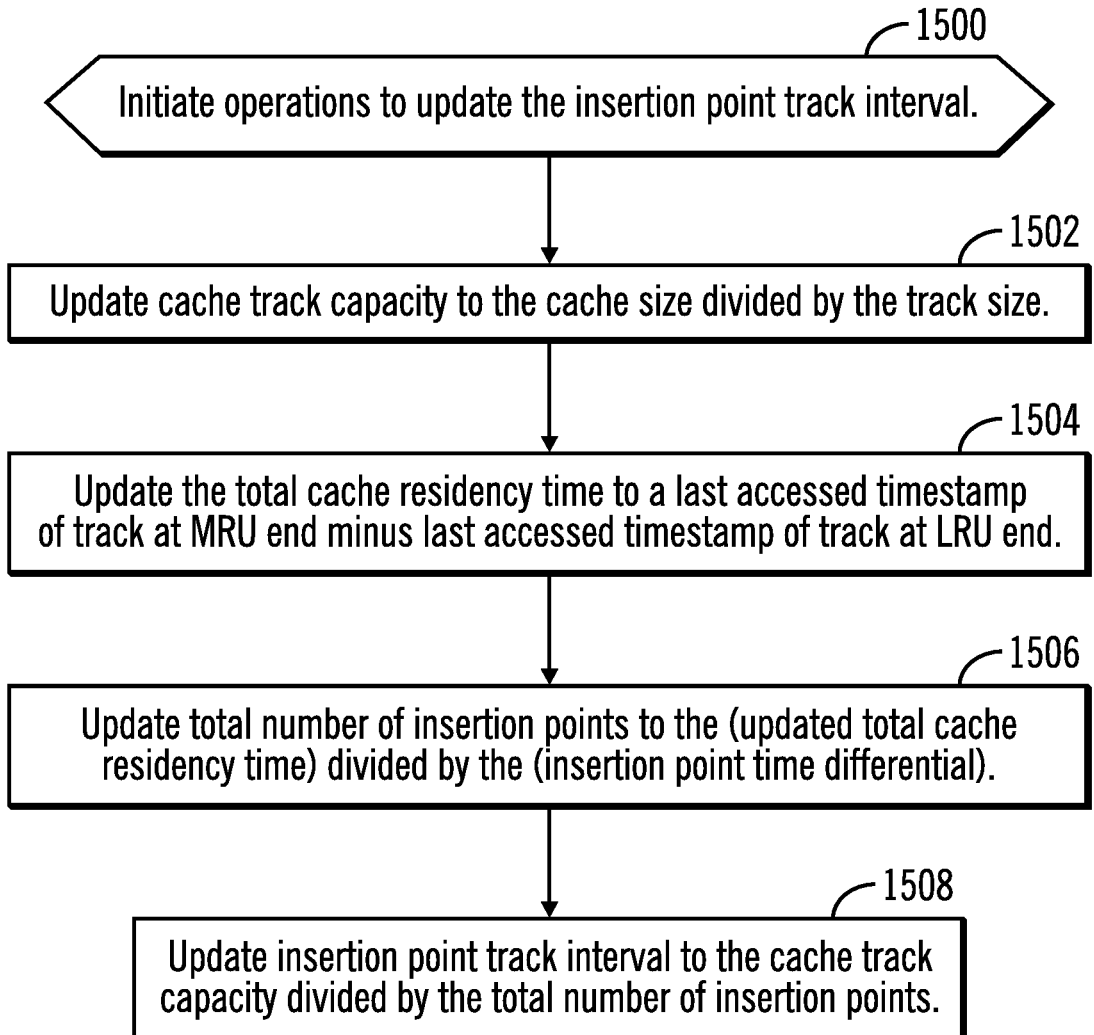 1500
Initiate operations to update the insertion point track interval.
1502
Update cache track capacity to the cache size divided by the track size.
1504
Update the total cache residency time to a last accessed timestamp
of track at MRU end minus last accessed timestamp of track at LRU end.
1506
Update total number of insertion points to the (updated total cache
residency time) divided by the (insertion point time differential).
1508
Update insertion point track interval to the cache track
capacity divided by the total number of insertion points.